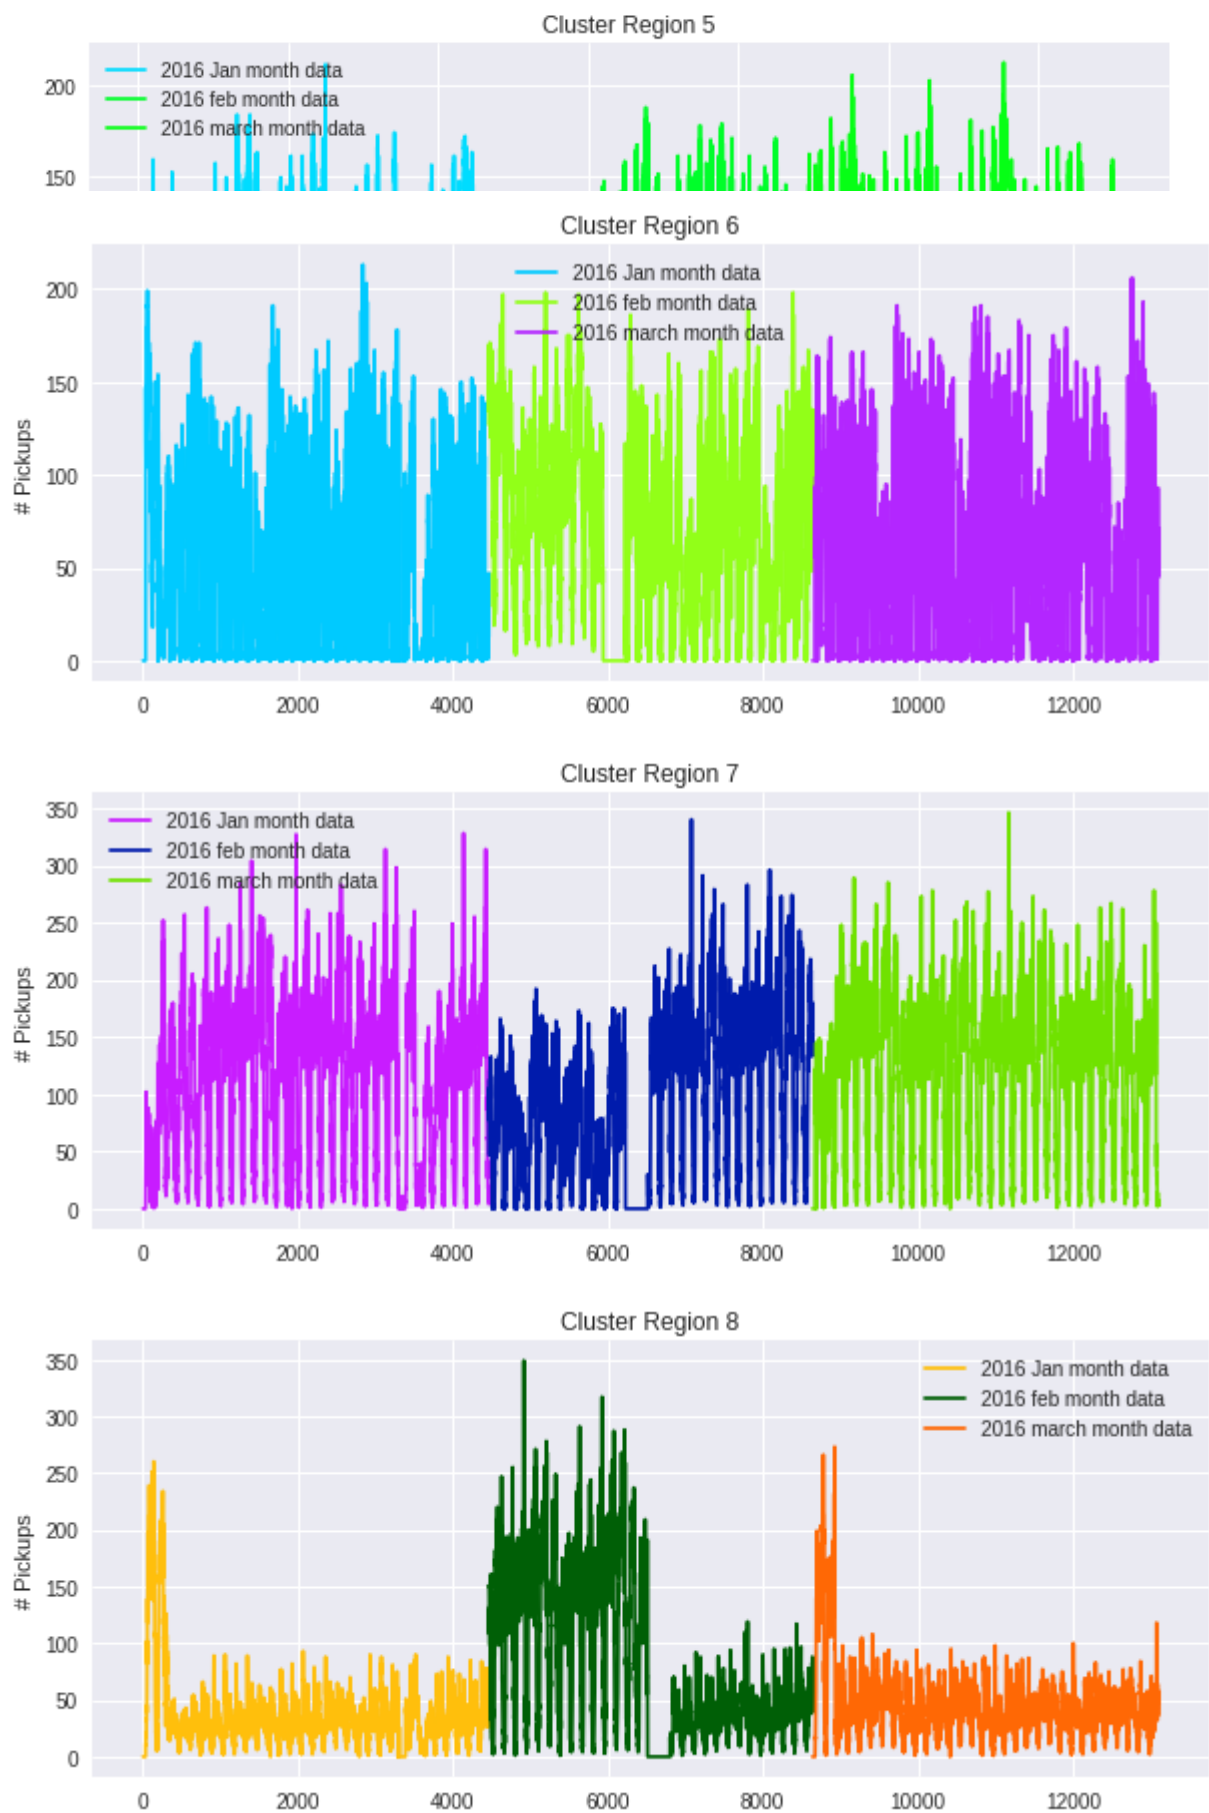 Cluster Region 5
2016 Jan month data
2016 feb month data
2016 march month data
200
150
Cluster Region 6
2016 Jan month data
2016 feb month data
2016 march month data
# Pickups
200
150
100
50
0
0 2000 4000 6000 8000 10000 12000
Cluster Region 7
2016 Jan month data
2016 feb month data
2016 march month data
# Pickups
350
300
250
200
150
100
50
0
0 2000 4000 6000 8000 10000 12000
Cluster Region 8
2016 Jan month data
2016 feb month data
2016 march month data
# Pickups
350
300
250
200
150
100
50
0
0 2000 4000 6000 8000 10000 12000